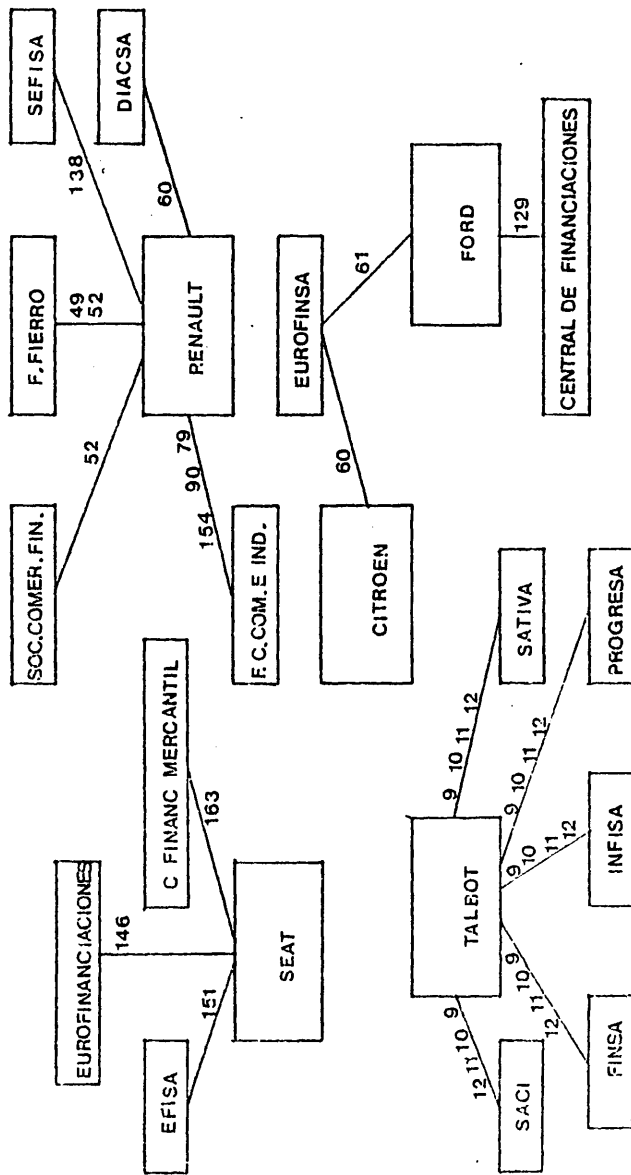 EUROFINANCIACIONES
EFISA
C FINANC MERCANTIL
146
151
163
SEAT
SOC.COMER.FIN.
F,FIERRO
SEFISA
DIACSA
52
49
52
138
60
RENAULT
154 90 79
F.C.COM.E IND.
EUROFINSA
60
61
CITROEN
FORD
129
CENTRAL DE FINANCIACIONES
TALBOT
12 11 10 9
SACI
12 11 10 9
FINSA
9 10 11 12
INFISA
9 10 11 12
PROGRESA
9 10 11 12
SATIVA